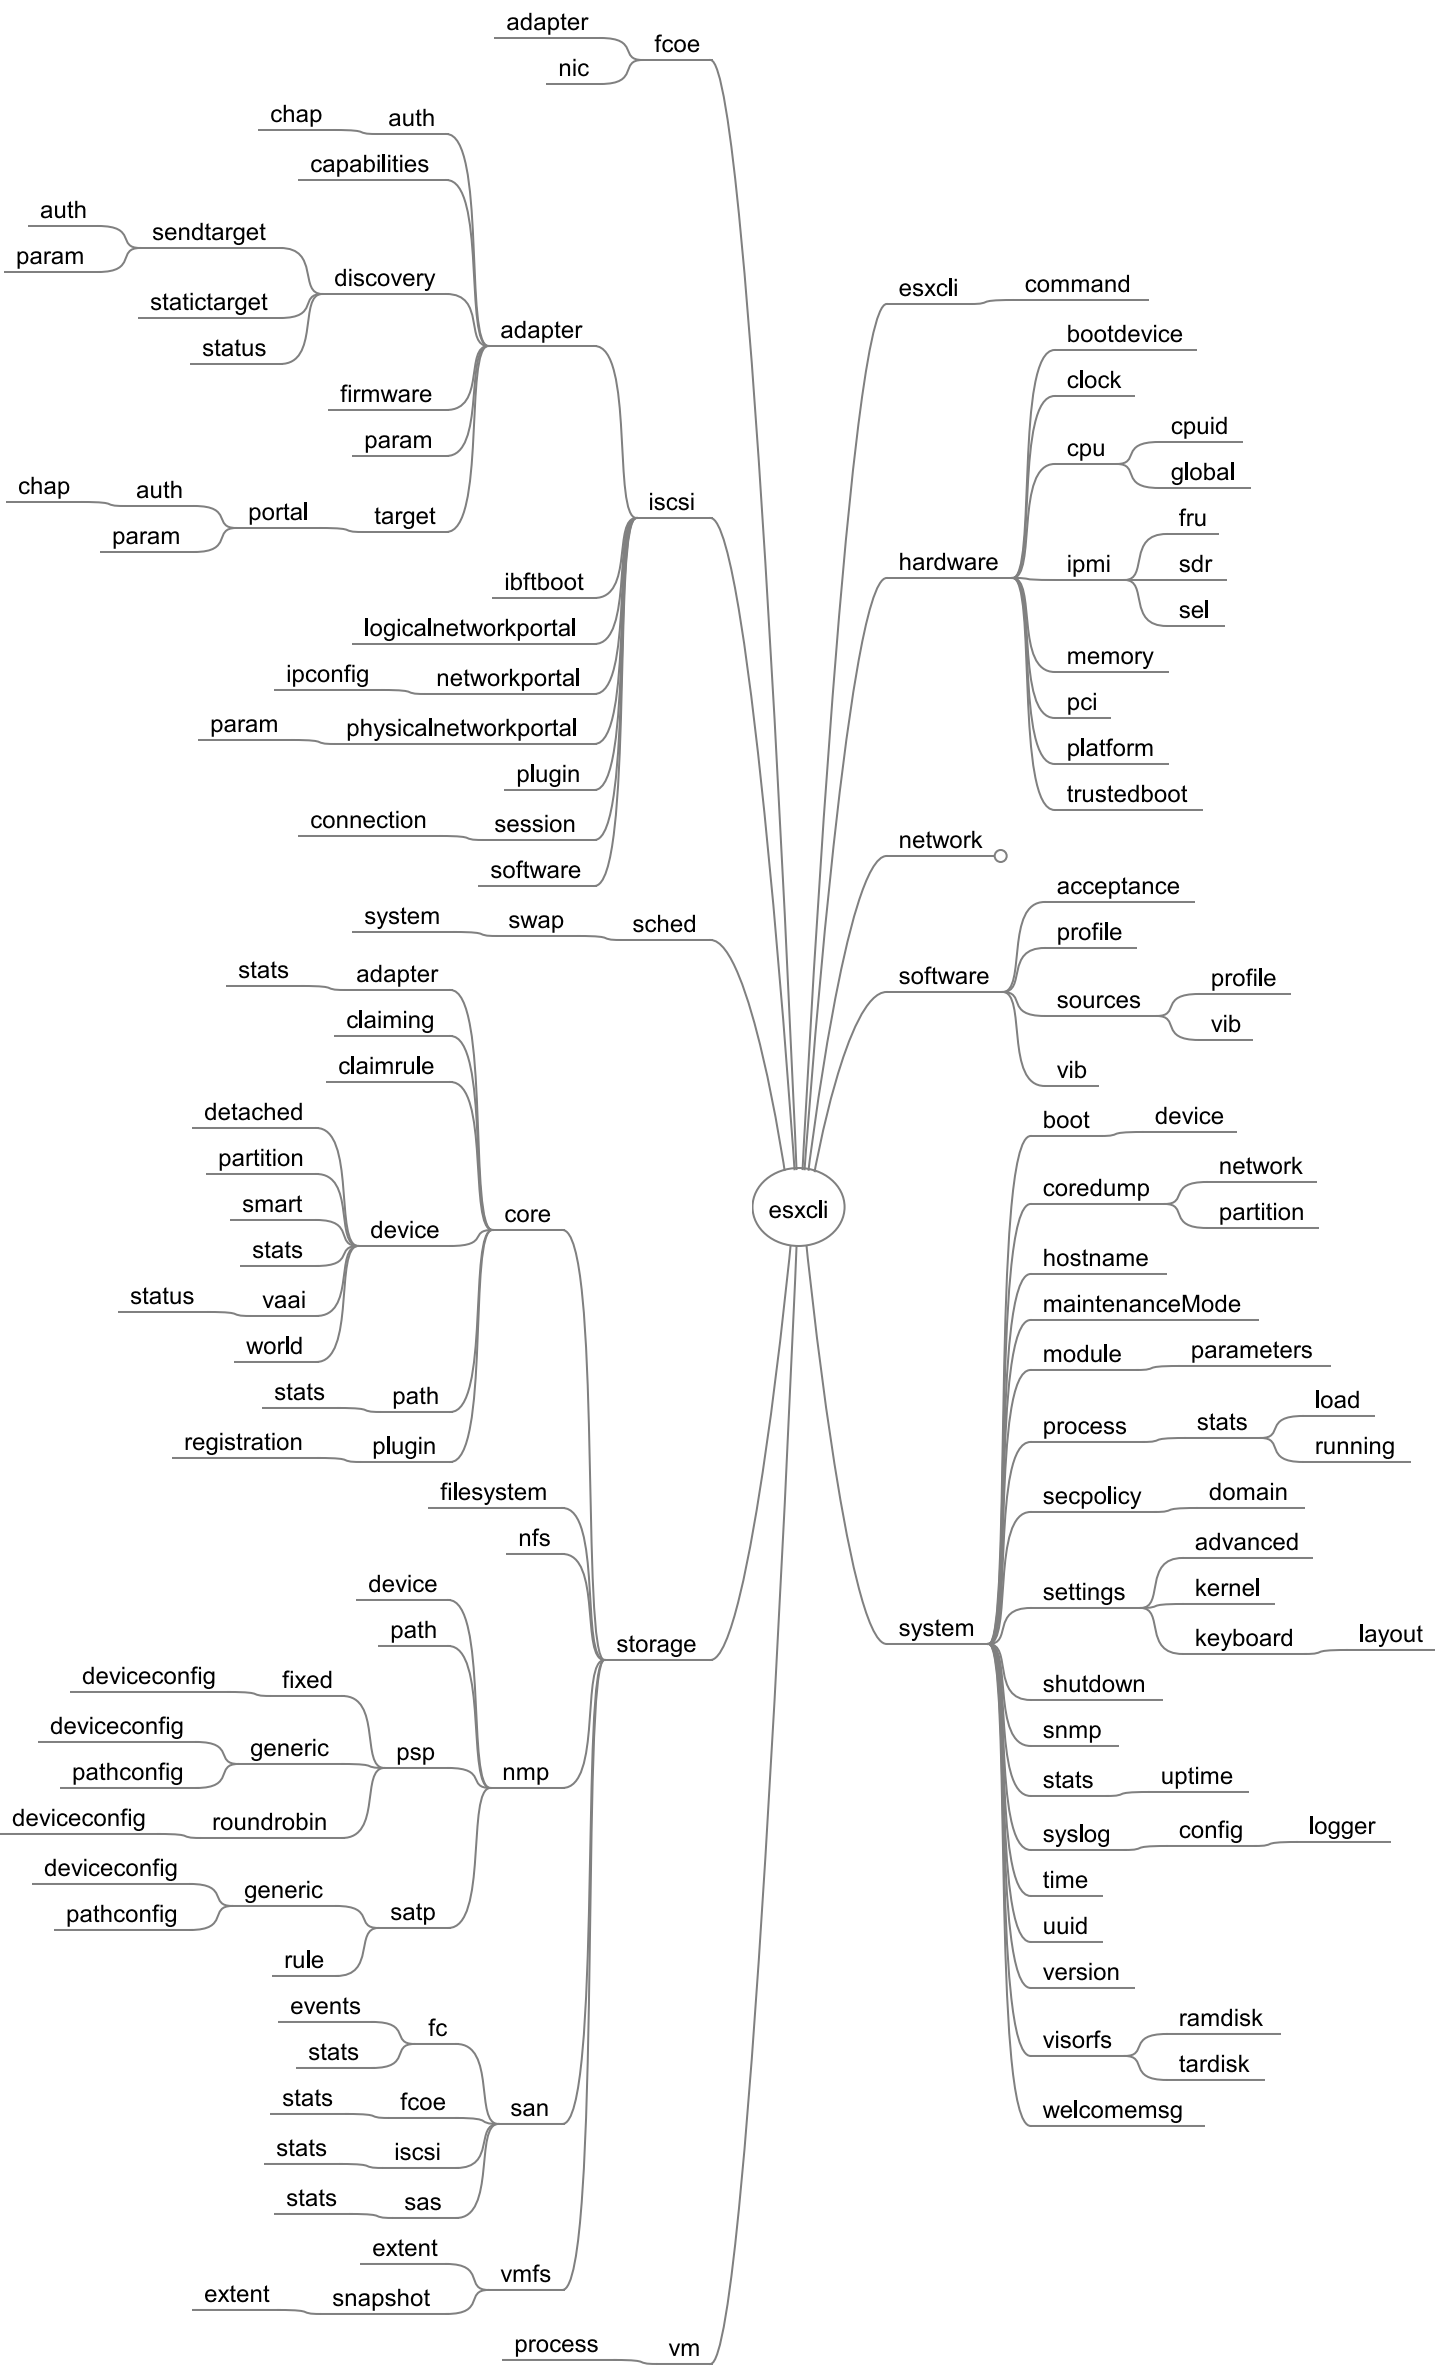 esxcli
fcoe
adapter
nic
iscsi
adapter
auth
chap
capabilities
discovery
sendtarget
auth
param
statictarget
status
firmware
param
target
portal
auth
chap
param
ibftboot
logicalnetworkportal
networkportal
ipconfig
physicalnetworkportal
param
plugin
session
connection
software
sched
swap
system
storage
core
adapter
stats
claiming
claimrule
device
detached
partition
smart
stats
vaai
status
world
path
stats
plugin
registration
filesystem
nfs
nmp
device
path
psp
fixed
deviceconfig
generic
deviceconfig
pathconfig
roundrobin
deviceconfig
satp
generic
deviceconfig
pathconfig
rule
san
fc
events
stats
fcoe
stats
iscsi
stats
sas
stats
vmfs
extent
snapshot
extent
vm
process
esxcli
command
hardware
bootdevice
clock
cpu
cpuid
global
ipmi
fru
sdr
sel
memory
pci
platform
trustedboot
network
software
acceptance
profile
sources
profile
vib
vib
system
boot
device
coredump
network
partition
hostname
maintenanceMode
module
parameters
process
stats
load
running
secpolicy
domain
settings
advanced
kernel
keyboard
layout
shutdown
snmp
stats
uptime
syslog
config
logger
time
uuid
version
visorfs
ramdisk
tardisk
welcomemsg